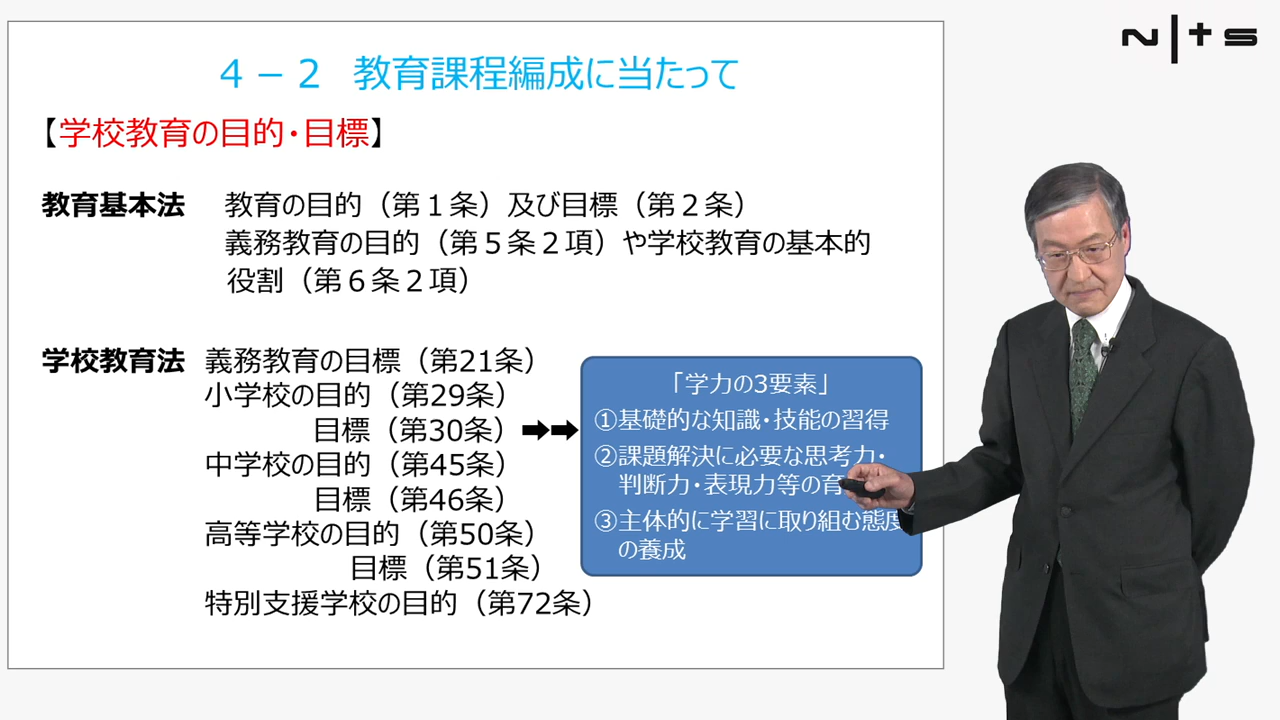 NITS
4－2 教育課程編成に当たって
【学校教育の目的・目標】
教育基本法 教育の目的（第１条）及び目標（第２条）
義務教育の目的（第５条２項）や学校教育の基本的
役割（第６条２項）
学校教育法 義務教育の目標（第21条）
小学校の目的（第29条）
目標（第30条）
中学校の目的（第45条）
目標（第46条）
高等学校の目的（第50条）
目標（第51条）
特別支援学校の目的（第72条）
「学力の3要素」
①基礎的な知識・技能の習得
②課題解決に必要な思考力・
判断力・表現力等の育
③主体的に学習に取り組む態度
の養成